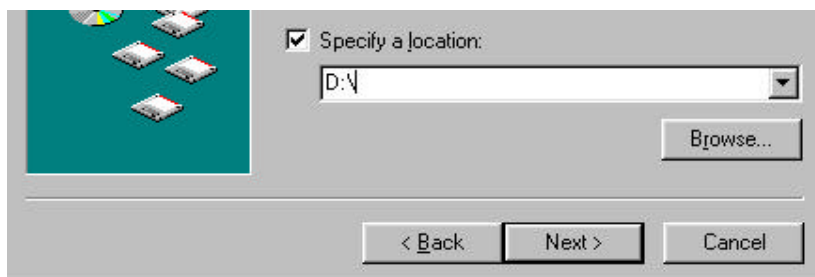 Specify a location:
D:\
Browse...
< Back Next > Cancel